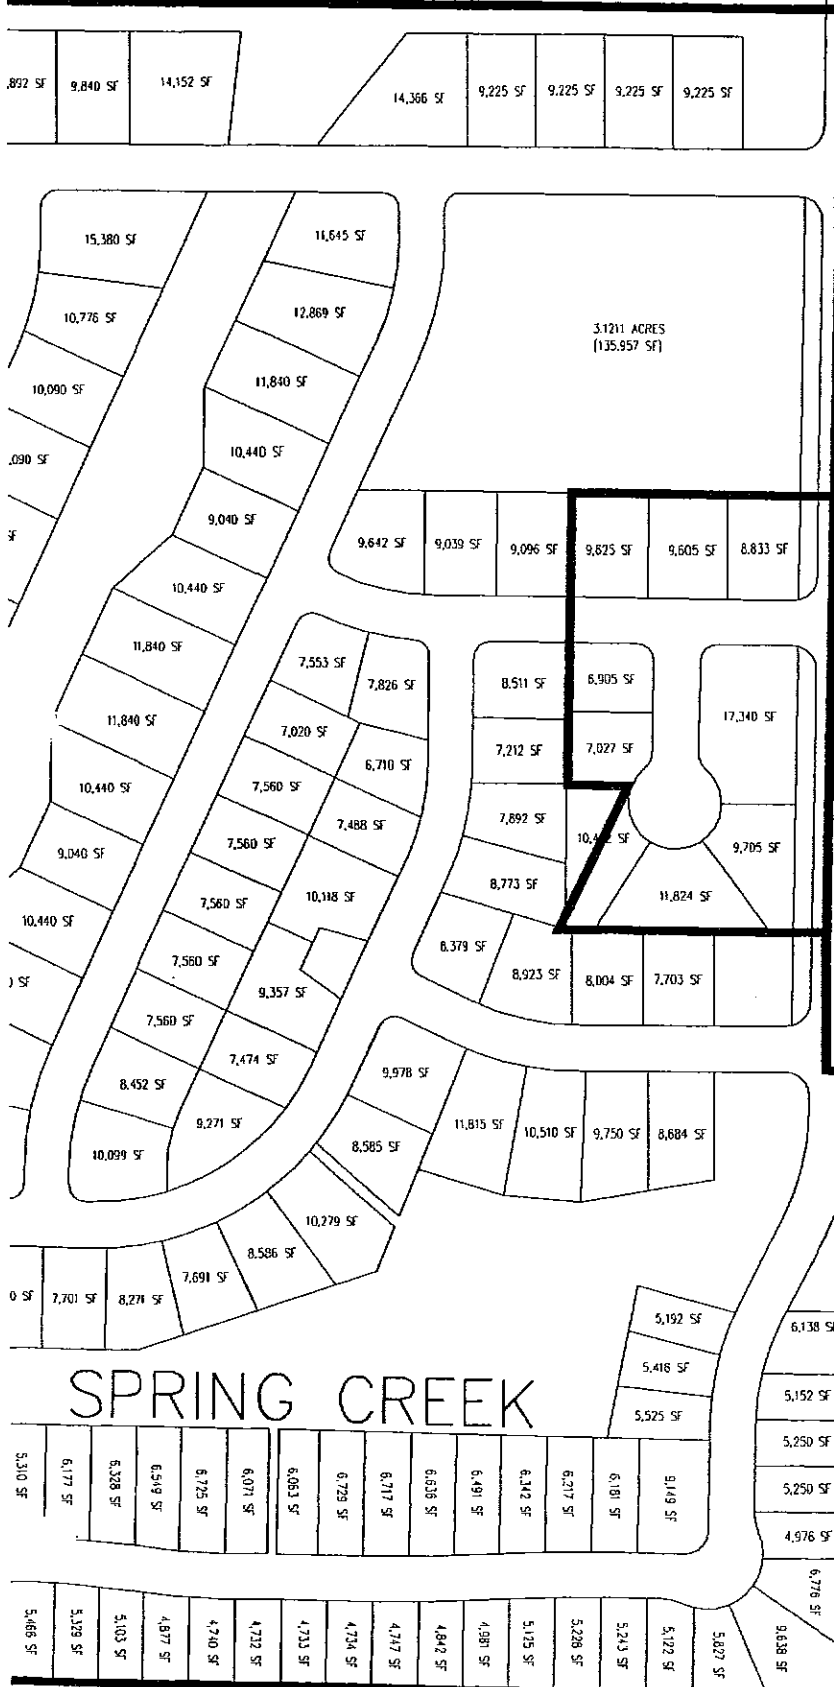 ,892 SF
9,840 SF
14,152 SF
14,366 SF
9,225 SF
9,225 SF
9,225 SF
9,225 SF
15,380 SF
11,645 SF
10,776 SF
12,869 SF
3.1211 ACRES
(135,957 SF)
10,090 SF
11,840 SF
,090 SF
10,440 SF
SF
9,040 SF
9,642 SF
9,039 SF
9,096 SF
9,825 SF
9,605 SF
8,833 SF
10,440 SF
11,840 SF
7,553 SF
7,826 SF
8,511 SF
6,905 SF
11,840 SF
7,020 SF
6,710 SF
7,212 SF
7,027 SF
17,340 SF
10,440 SF
7,560 SF
7,488 SF
7,892 SF
9,040 SF
7,560 SF
9,705 SF
10,440 SF
7,560 SF
10,118 SF
8,773 SF
11,824 SF
7,560 SF
8,379 SF
8,923 SF
8,004 SF
7,703 SF
) SF
9,357 SF
7,560 SF
7,474 SF
8,452 SF
9,978 SF
9,271 SF
8,585 SF
11,815 SF
10,510 SF
9,750 SF
8,684 SF
10,099 SF
10,279 SF
8,586 SF
7,691 SF
0 SF
7,701 SF
8,271 SF
5,192 SF
6,138 SF
5,416 SF
5,152 SF
SPRING CREEK
5,525 SF
5,250 SF
5,250 SF
4,976 SF
5,310 SF
6,177 SF
6,328 SF
6,549 SF
6,725 SF
6,071 SF
6,063 SF
6,729 SF
6,717 SF
6,636 SF
6,491 SF
6,342 SF
6,217 SF
6,181 SF
9,149 SF
6,776 SF
5,466 SF
5,329 SF
5,103 SF
4,877 SF
4,740 SF
4,732 SF
4,733 SF
4,734 SF
4,747 SF
4,842 SF
4,981 SF
5,125 SF
5,226 SF
5,243 SF
5,122 SF
5,827 SF
9,638 SF